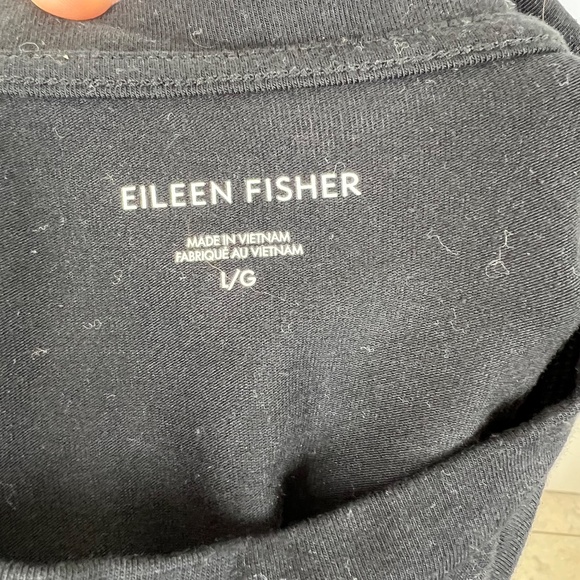 EILEEN FISHER
MADE IN VIETNAM
FABRIQUÉ AU VIETNAM
L/G